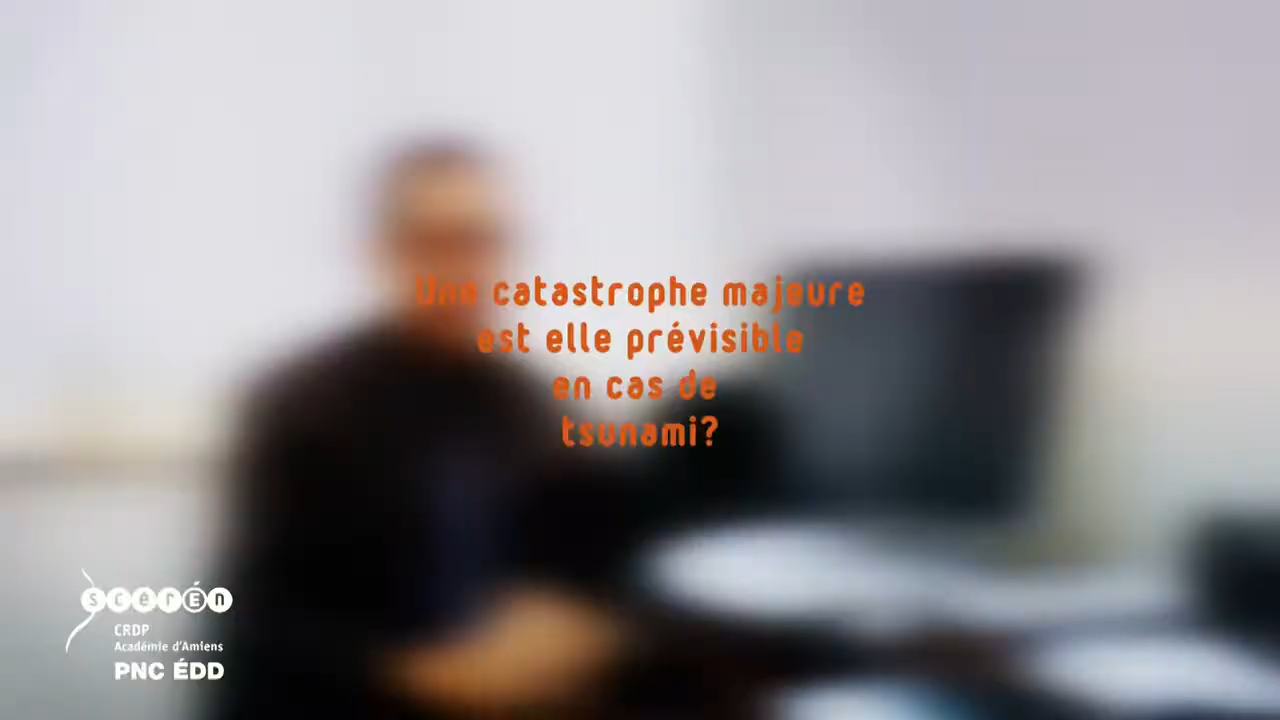 Une catastrophe majeure
est elle prévisible
en cas de
tsunami?
scérÉn
CRDP
Académie d'Amiens
PNC ÉDD